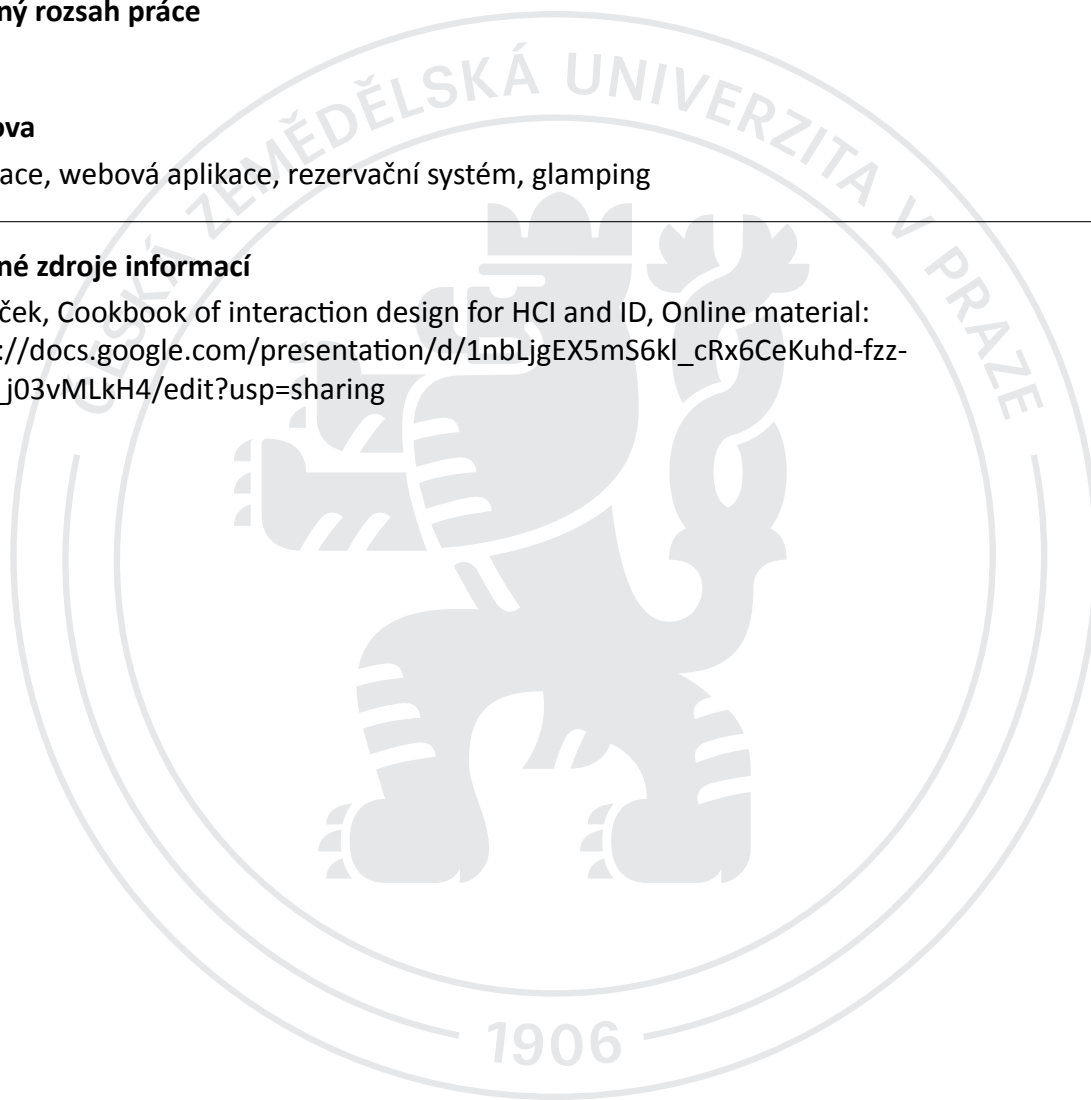 ný rozsah práce
ova
ace, webová aplikace, rezervační systém, glamping
né zdroje informací
ček, Cookbook of interaction design for HCI and ID, Online material:
://docs.google.com/presentation/d/1nbLjgEX5mS6kl_cRx6CeKuhd-fzz-
_j03vMLkH4/edit?usp=sharing
ČESKÁ ZEMĚDĚLSKÁ UNIVERZITA V PRAZE
1906